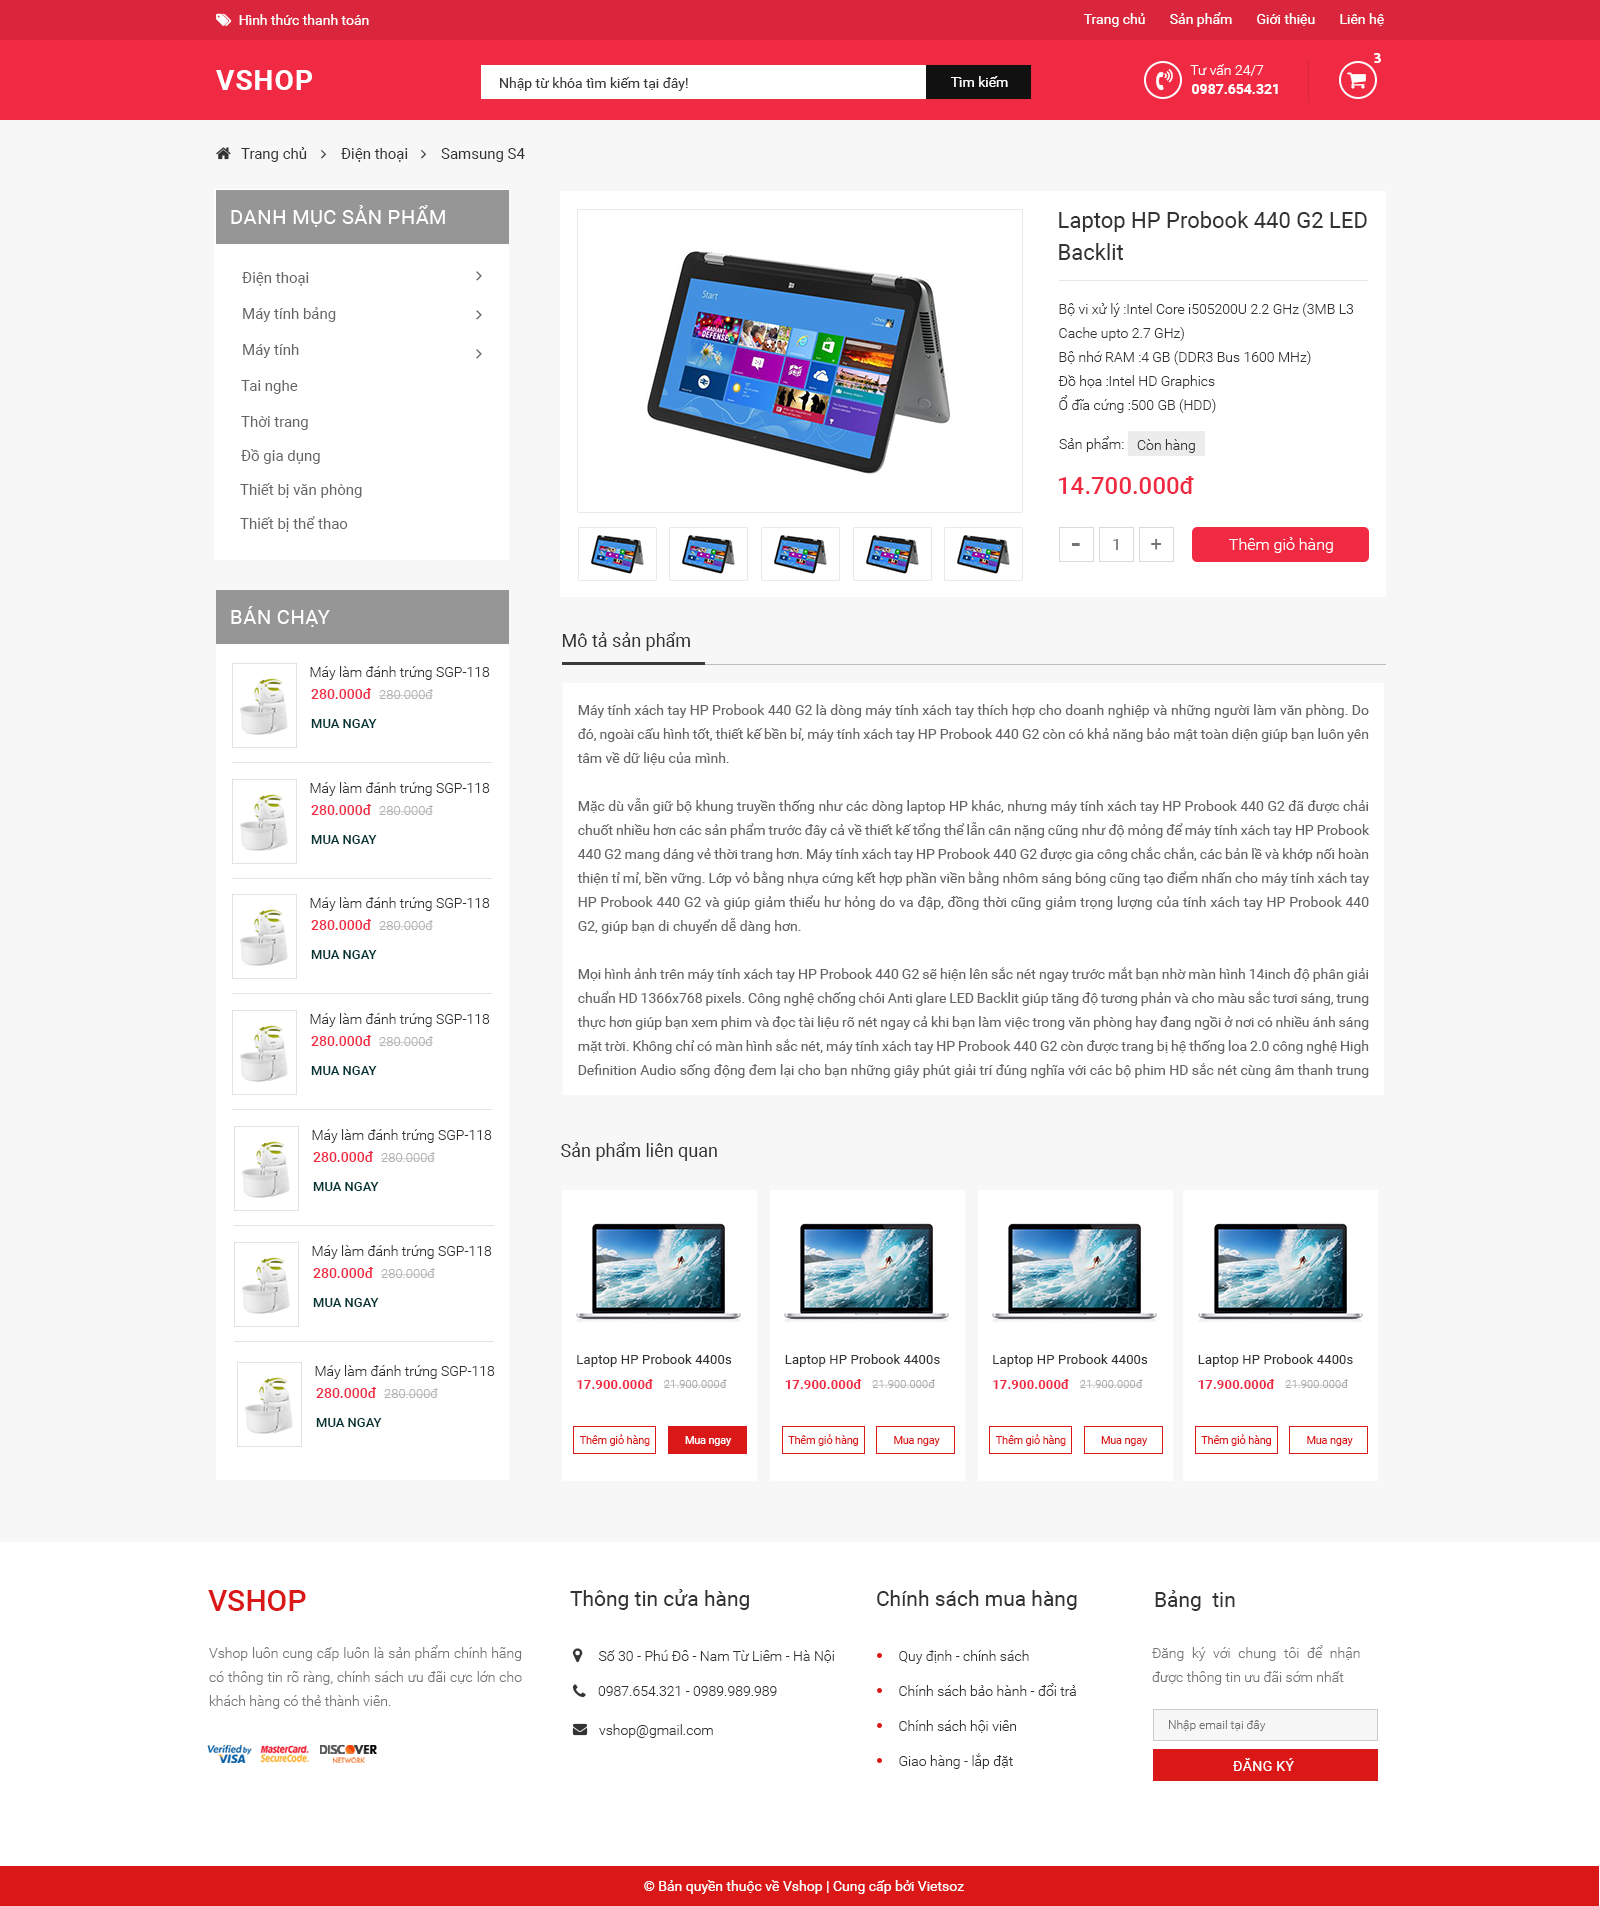 Hình thức thanh toán
Trang chủ Sản phẩm Giới thiệu Liên hệ
VSHOP
Nhập từ khóa tìm kiếm tại đây!
Tìm kiếm
Tư vấn 24/7
0987.654.321
3
Trang chủ > Điện thoại > Samsung S4
DANH MỤC SẢN PHẨM
Điện thoại
Máy tính bảng
Máy tính
Tai nghe
Thời trang
Đồ gia dụng
Thiết bị văn phòng
Thiết bị thể thao
Start
Laptop HP Probook 440 G2 LED
Backlit
Bộ vi xử lý :Intel Core i505200U 2.2 GHz (3MB L3
Cache upto 2.7 GHz)
Bộ nhớ RAM :4 GB (DDR3 Bus 1600 MHz)
Đồ họa :Intel HD Graphics
Ổ đĩa cứng :500 GB (HDD)
Sản phẩm: Còn hàng
14.700.000đ
- 1 +
Thêm giỏ hàng
BÁN CHẠY
Máy làm đánh trứng SGP-118
280.000đ 280.000đ
MUA NGAY
Máy làm đánh trứng SGP-118
280.000đ 280.000đ
MUA NGAY
Máy làm đánh trứng SGP-118
280.000đ 280.000đ
MUA NGAY
Máy làm đánh trứng SGP-118
280.000đ 280.000đ
MUA NGAY
Máy làm đánh trứng SGP-118
280.000đ 280.000đ
MUA NGAY
Máy làm đánh trứng SGP-118
280.000đ 280.000đ
MUA NGAY
Máy làm đánh trứng SGP-118
280.000đ 280.000đ
MUA NGAY
Mô tả sản phẩm
Máy tính xách tay HP Probook 440 G2 là dòng máy tính xách tay thích hợp cho doanh nghiệp và những người làm văn phòng. Do
đó, ngoài cấu hình tốt, thiết kế bền bỉ, máy tính xách tay HP Probook 440 G2 còn có khả năng bảo mật toàn diện giúp bạn luôn yên
tâm về dữ liệu của mình.
Mặc dù vẫn giữ bộ khung truyền thống như các dòng laptop HP khác, nhưng máy tính xách tay HP Probook 440 G2 đã được chải
chuốt nhiều hơn các sản phẩm trước đây cả về thiết kế tổng thể lẫn cân nặng cũng như độ mỏng để máy tính xách tay HP Probook
440 G2 mang dáng vẻ thời trang hơn. Máy tính xách tay HP Probook 440 G2 được gia công chắc chắn, các bản lề và khớp nối hoàn
thiện tỉ mỉ, bền vững. Lớp vỏ bằng nhựa cứng kết hợp phần viền bằng nhôm sáng bóng cũng tạo điểm nhấn cho máy tính xách tay
HP Probook 440 G2 và giúp giảm thiểu hư hỏng do va đập, đồng thời cũng giảm trọng lượng của tính xách tay HP Probook 440
G2, giúp bạn di chuyển dễ dàng hơn.
Mọi hình ảnh trên máy tính xách tay HP Probook 440 G2 sẽ hiện lên sắc nét ngay trước mắt bạn nhờ màn hình 14inch độ phân giải
chuẩn HD 1366x768 pixels. Công nghệ chống chói Anti glare LED Backlit giúp tăng độ tương phản và cho màu sắc tươi sáng, trung
thực hơn giúp bạn xem phim và đọc tài liệu rõ nét ngay cả khi bạn làm việc trong văn phòng hay đang ngồi ở nơi có nhiều ánh sáng
mặt trời. Không chỉ có màn hình sắc nét, máy tính xách tay HP Probook 440 G2 còn được trang bị hệ thống loa 2.0 công nghệ High
Definition Audio sống động đem lại cho bạn những giây phút giải trí đúng nghĩa với các bộ phim HD sắc nét cùng âm thanh trung
Sản phẩm liên quan
Laptop HP Probook 4400s
17.900.000đ 21.900.000đ
Thêm giỏ hàng Mua ngay
Laptop HP Probook 4400s
17.900.000đ 21.900.000đ
Thêm giỏ hàng Mua ngay
Laptop HP Probook 4400s
17.900.000đ 21.900.000đ
Thêm giỏ hàng Mua ngay
Laptop HP Probook 4400s
17.900.000đ 21.900.000đ
Thêm giỏ hàng Mua ngay
VSHOP
Vshop luôn cung cấp luôn là sản phẩm chính hãng
có thông tin rõ ràng, chính sách ưu đãi cực lớn cho
khách hàng có thẻ thành viên.
Verified by VISA
MasterCard. SecureCode.
DISCOVER NETWORK
Thông tin cửa hàng
Số 30 - Phú Đô - Nam Từ Liêm - Hà Nội
0987.654.321 - 0989.989.989
vshop@gmail.com
Chính sách mua hàng
Quy định - chính sách
Chính sách bảo hành - đổi trả
Chính sách hội viên
Giao hàng - lắp đặt
Bảng tin
Đăng ký với chung tôi để nhận
được thông tin ưu đãi sớm nhất
Nhập email tại đây
ĐĂNG KÝ
© Bản quyền thuộc về Vshop | Cung cấp bởi Vietsoz